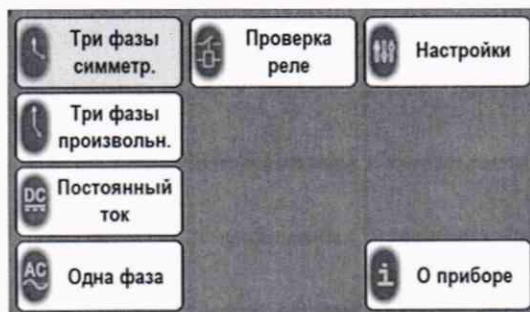 Три фазы
симметр.
Проверка
реле
Настройки
Три фазы
произвольн.
DC
Постоянный
ток
AC
Одна фаза
i
О приборе